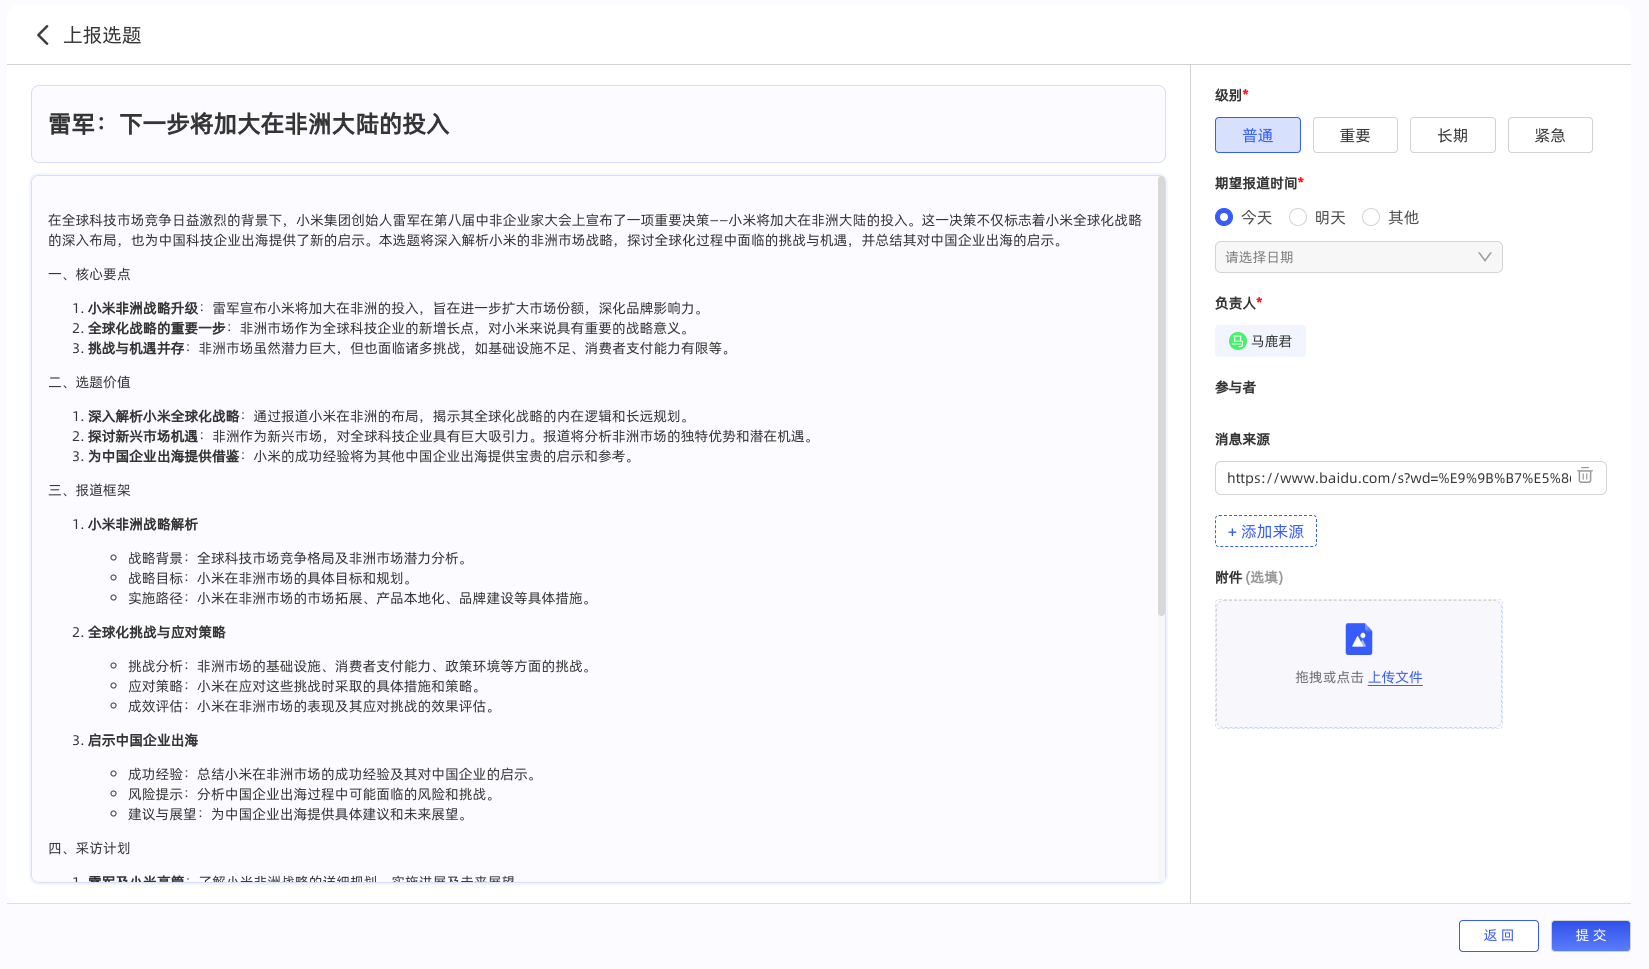 上报选题
雷军：下一步将加大在非洲大陆的投入
在全球科技市场竞争日益激烈的背景下，小米集团创始人雷军在第八届中非企业家大会上宣布了一项重要决策——小米将加大在非洲大陆的投入。这一决策不仅标志着小米全球化战略
的深入布局，也为中国科技企业出海提供了新的启示。本选题将深入解析小米的非洲市场战略，探讨全球化过程中面临的挑战与机遇，并总结其对中国企业出海的启示。
一、核心要点
1. 小米非洲战略升级：雷军宣布小米将加大在非洲的投入，旨在进一步扩大市场份额，深化品牌影响力。
2. 全球化战略的重要一步：非洲市场作为全球科技企业的新增长点，对小米来说具有重要的战略意义。
3. 挑战与机遇并存：非洲市场虽然潜力巨大，但也面临诸多挑战，如基础设施不足、消费者支付能力有限等。
二、选题价值
1. 深入解析小米全球化战略：通过报道小米在非洲的布局，揭示其全球化战略的内在逻辑和长远规划。
2. 探讨新兴市场机遇：非洲作为新兴市场，对全球科技企业具有巨大吸引力。报道将分析非洲市场的独特优势和潜在机遇。
3. 为中国企业出海提供借鉴：小米的成功经验将为其他中国企业出海提供宝贵的启示和参考。
三、报道框架
1. 小米非洲战略解析
战略背景：全球科技市场竞争格局及非洲市场潜力分析。
战略目标：小米在非洲市场的具体目标和规划。
实施路径：小米在非洲市场的市场拓展、产品本地化、品牌建设等具体措施。
2. 全球化挑战与应对策略
挑战分析：非洲市场的基础设施、消费者支付能力、政策环境等方面的挑战。
应对策略：小米在应对这些挑战时采取的具体措施和策略。
成效评估：小米在非洲市场的表现及其应对挑战的效果评估。
3. 启示中国企业出海
成功经验：总结小米在非洲市场的成功经验及其对中国企业的启示。
风险提示：分析中国企业出海过程中可能面临的风险和挑战。
建议与展望：为中国企业出海提供具体建议和未来展望。
四、采访计划
1. 雷军及小米高管：了解小米非洲战略的详细规划、实施进展及未来展望
级别*
普通 重要 长期 紧急
期望报道时间*
今天 明天 其他
请选择日期
负责人*
马 马鹿君
参与者
消息来源
https://www.baidu.com/s?wd=%E9%9B%B7%E5%8
+ 添加来源
附件 (选填)
拖拽或点击 上传文件
返 回 提 交